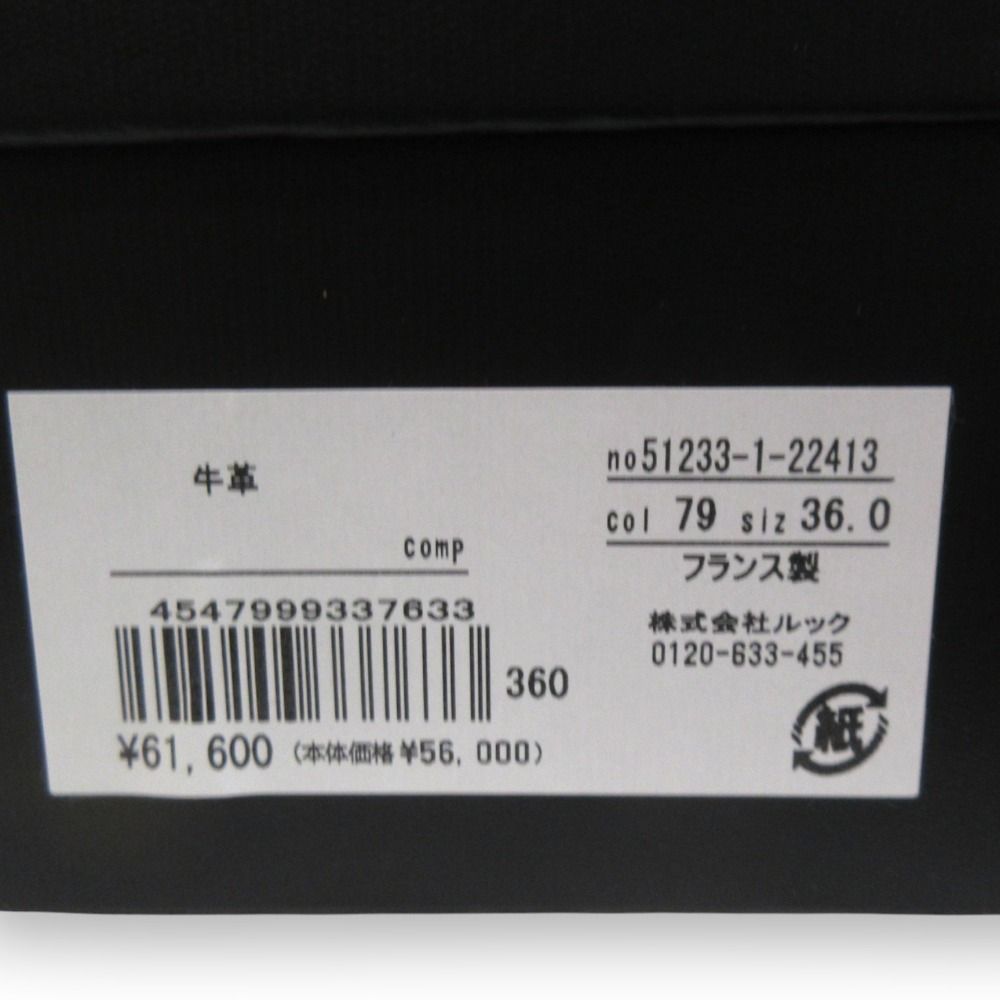 牛革
comp
4547999337633
360
¥61,600 (本体価格¥56,000)
no51233-1-22413
col 79 siz 36.0
フランス製
株式会社ルック
0120-633-455
紙